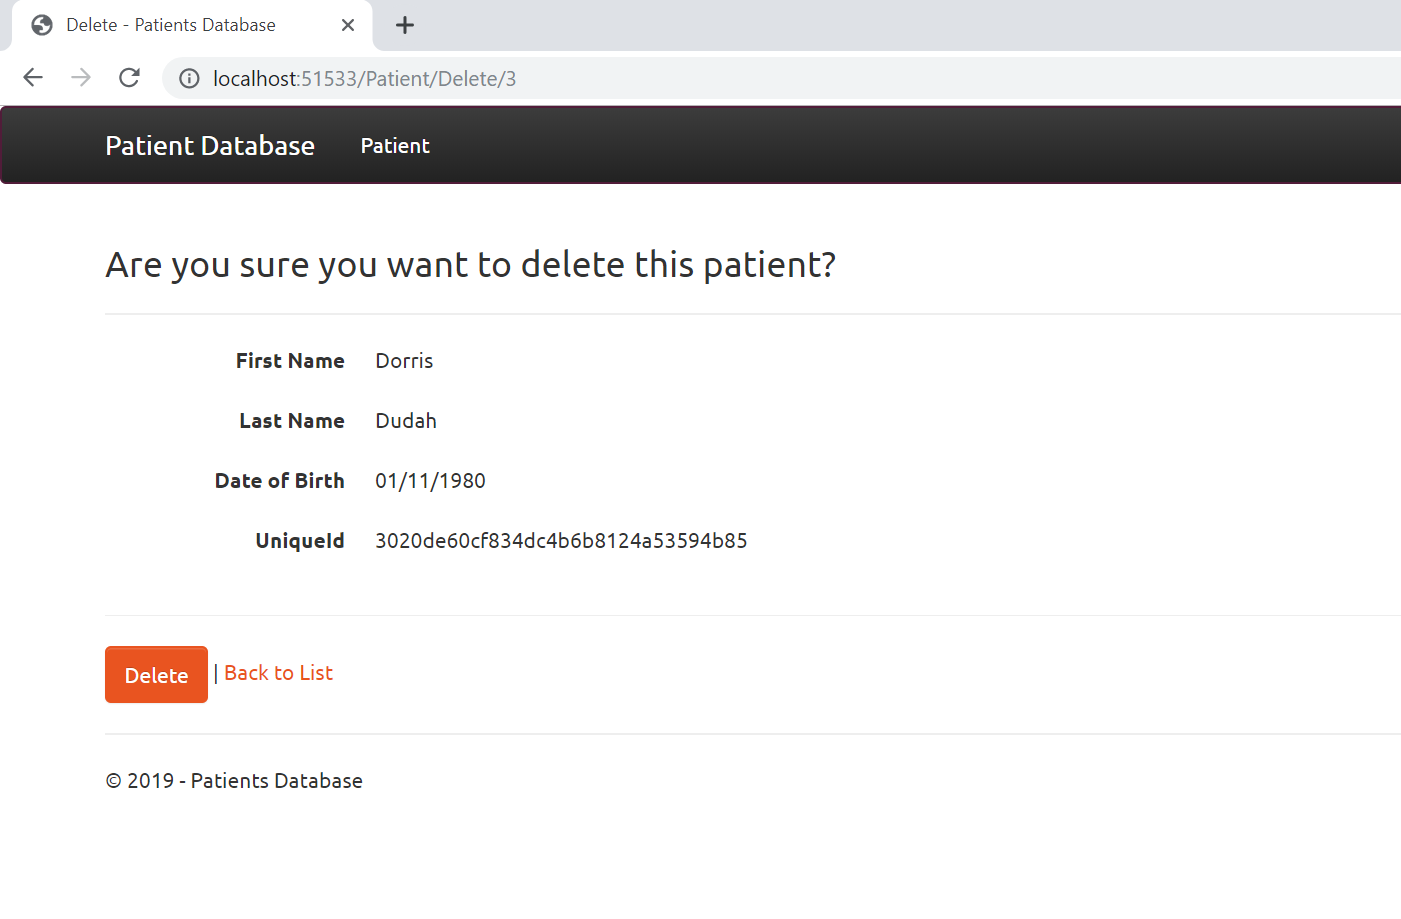 Delete - Patients Database
localhost:51533/Patient/Delete/3
Patient Database Patient
Are you sure you want to delete this patient?
First Name Dorris
Last Name Dudah
Date of Birth 01/11/1980
UniqueId 3020de60cf834dc4b6b8124a53594b85
Delete | Back to List
© 2019 - Patients Database